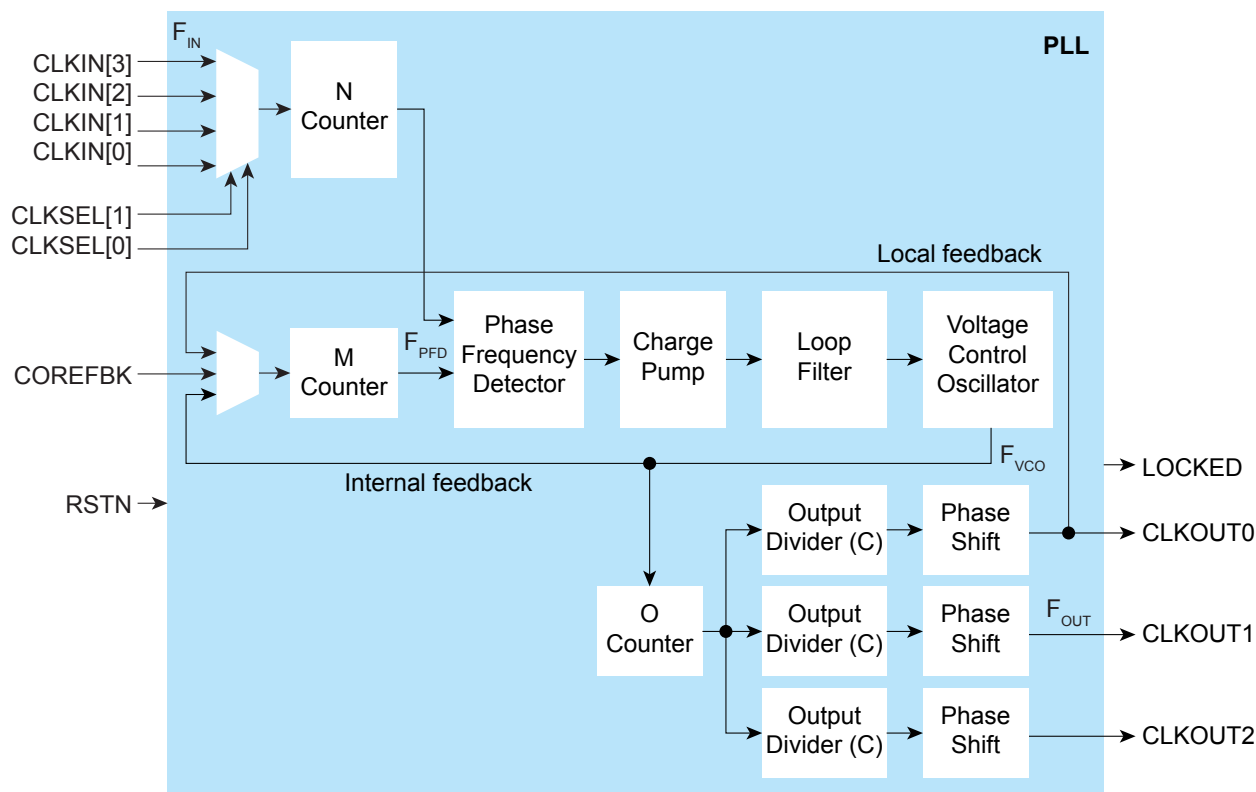 PLL
F_IN
CLKIN[3]
CLKIN[2]
CLKIN[1]
CLKIN[0]
CLKSEL[1]
CLKSEL[0]
N
Counter
Local feedback
COREFBK
M
Counter
F_PFD
Phase
Frequency
Detector
Charge
Pump
Loop
Filter
Voltage
Control
Oscillator
F_VCO
Internal feedback
LOCKED
RSTN
Output
Divider (C)
Phase
Shift
CLKOUT0
O
Counter
Output
Divider (C)
Phase
Shift
F_OUT
CLKOUT1
Output
Divider (C)
Phase
Shift
CLKOUT2